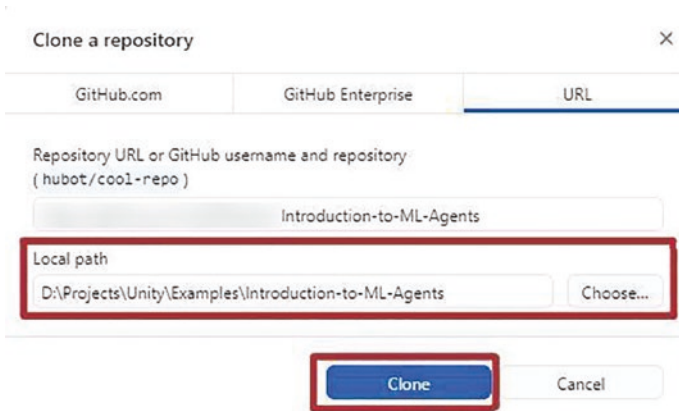 Clone a repository
GitHub.com GitHub Enterprise URL
Repository URL or GitHub username and repository
(hubot/cool-repo)
Introduction-to-ML-Agents
Local path
D:\Projects\Unity\Examples\Introduction-to-ML-Agents Choose...
Clone Cancel